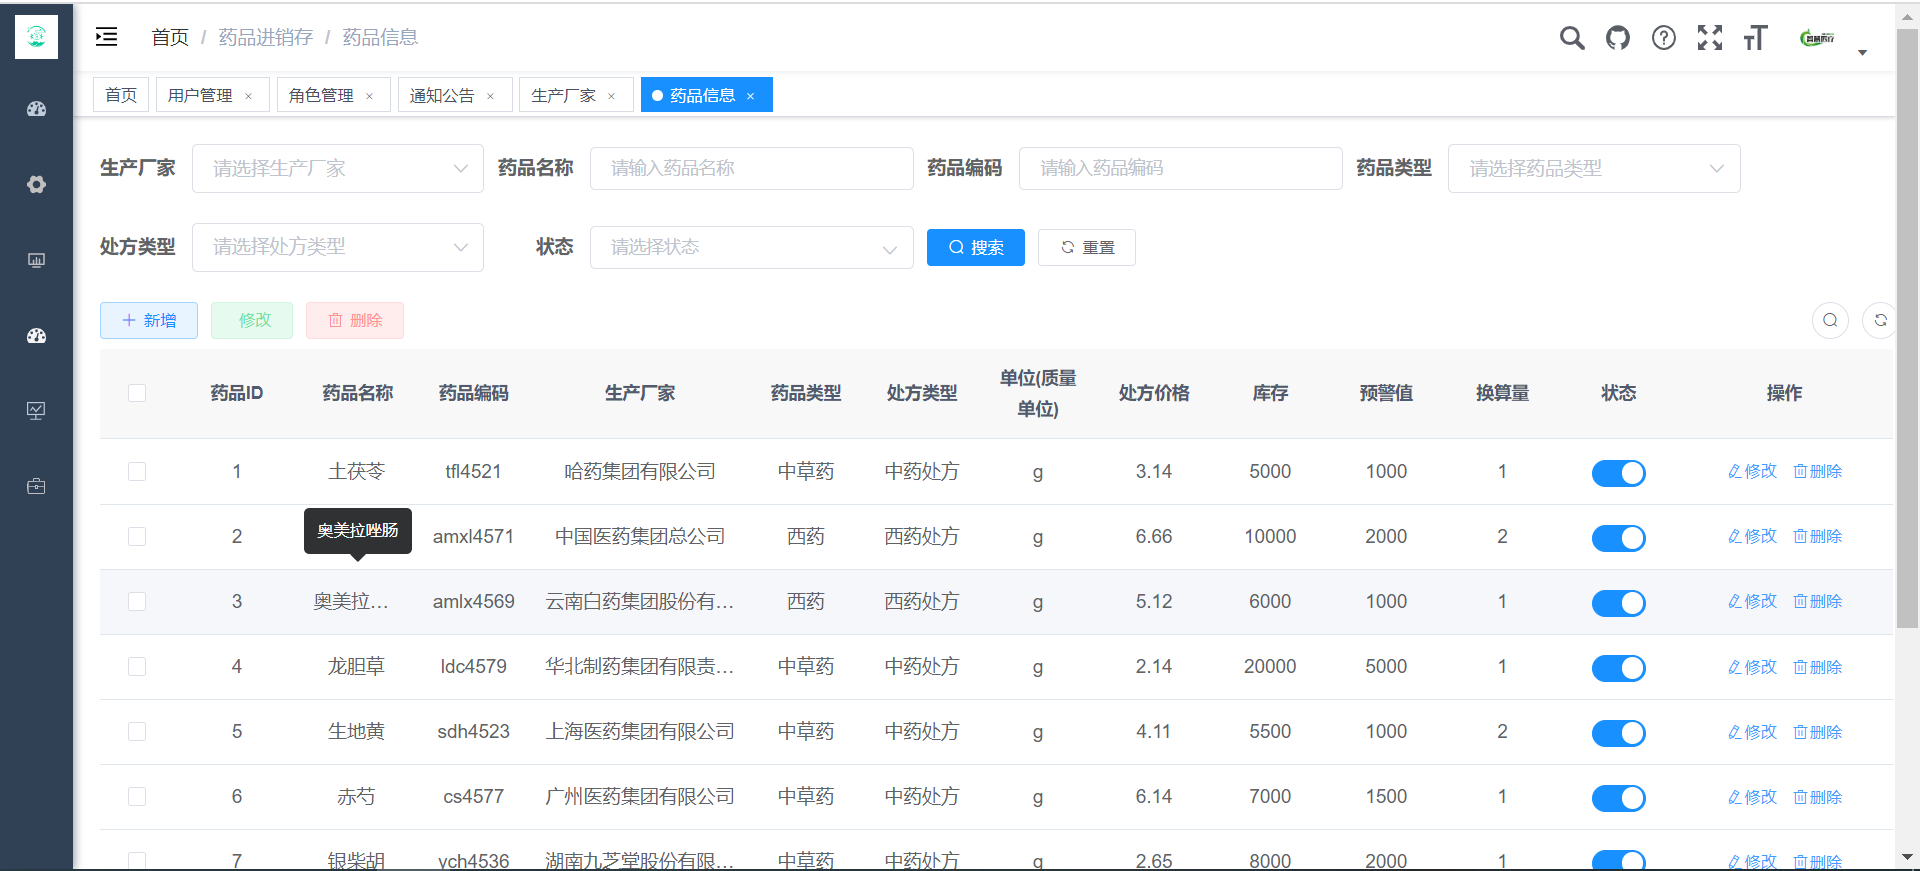 首页 / 药品进销存 / 药品信息
首页 用户管理 × 角色管理 × 通知公告 × 生产厂家 × 药品信息 ×
生产厂家 请选择生产厂家 药品名称 请输入药品名称 药品编码 请输入药品编码 药品类型 请选择药品类型
处方类型 请选择处方类型 状态 请选择状态 搜索 重置
新增 修改 删除
药品ID 药品名称 药品编码 生产厂家 药品类型 处方类型 单位(质量
单位) 处方价格 库存 预警值 换算量 状态 操作
1 土茯苓 tfl4521 哈药集团有限公司 中草药 中药处方 g 3.14 5000 1000 1 修改 删除
2 奥美拉唑肠 amxl4571 中国医药集团总公司 西药 西药处方 g 6.66 10000 2000 2 修改 删除
3 奥美拉... amlx4569 云南白药集团股份有... 西药 西药处方 g 5.12 6000 1000 1 修改 删除
4 龙胆草 ldc4579 华北制药集团有限责... 中草药 中药处方 g 2.14 20000 5000 1 修改 删除
5 生地黄 sdh4523 上海医药集团有限公司 中草药 中药处方 g 4.11 5500 1000 2 修改 删除
6 赤芍 cs4577 广州医药集团有限公司 中草药 中药处方 g 6.14 7000 1500 1 修改 删除
7 银柴胡 ych4536 湖南九芝堂股份有限... 中草药 中药处方 g 2.65 8000 2000 1 修改 删除